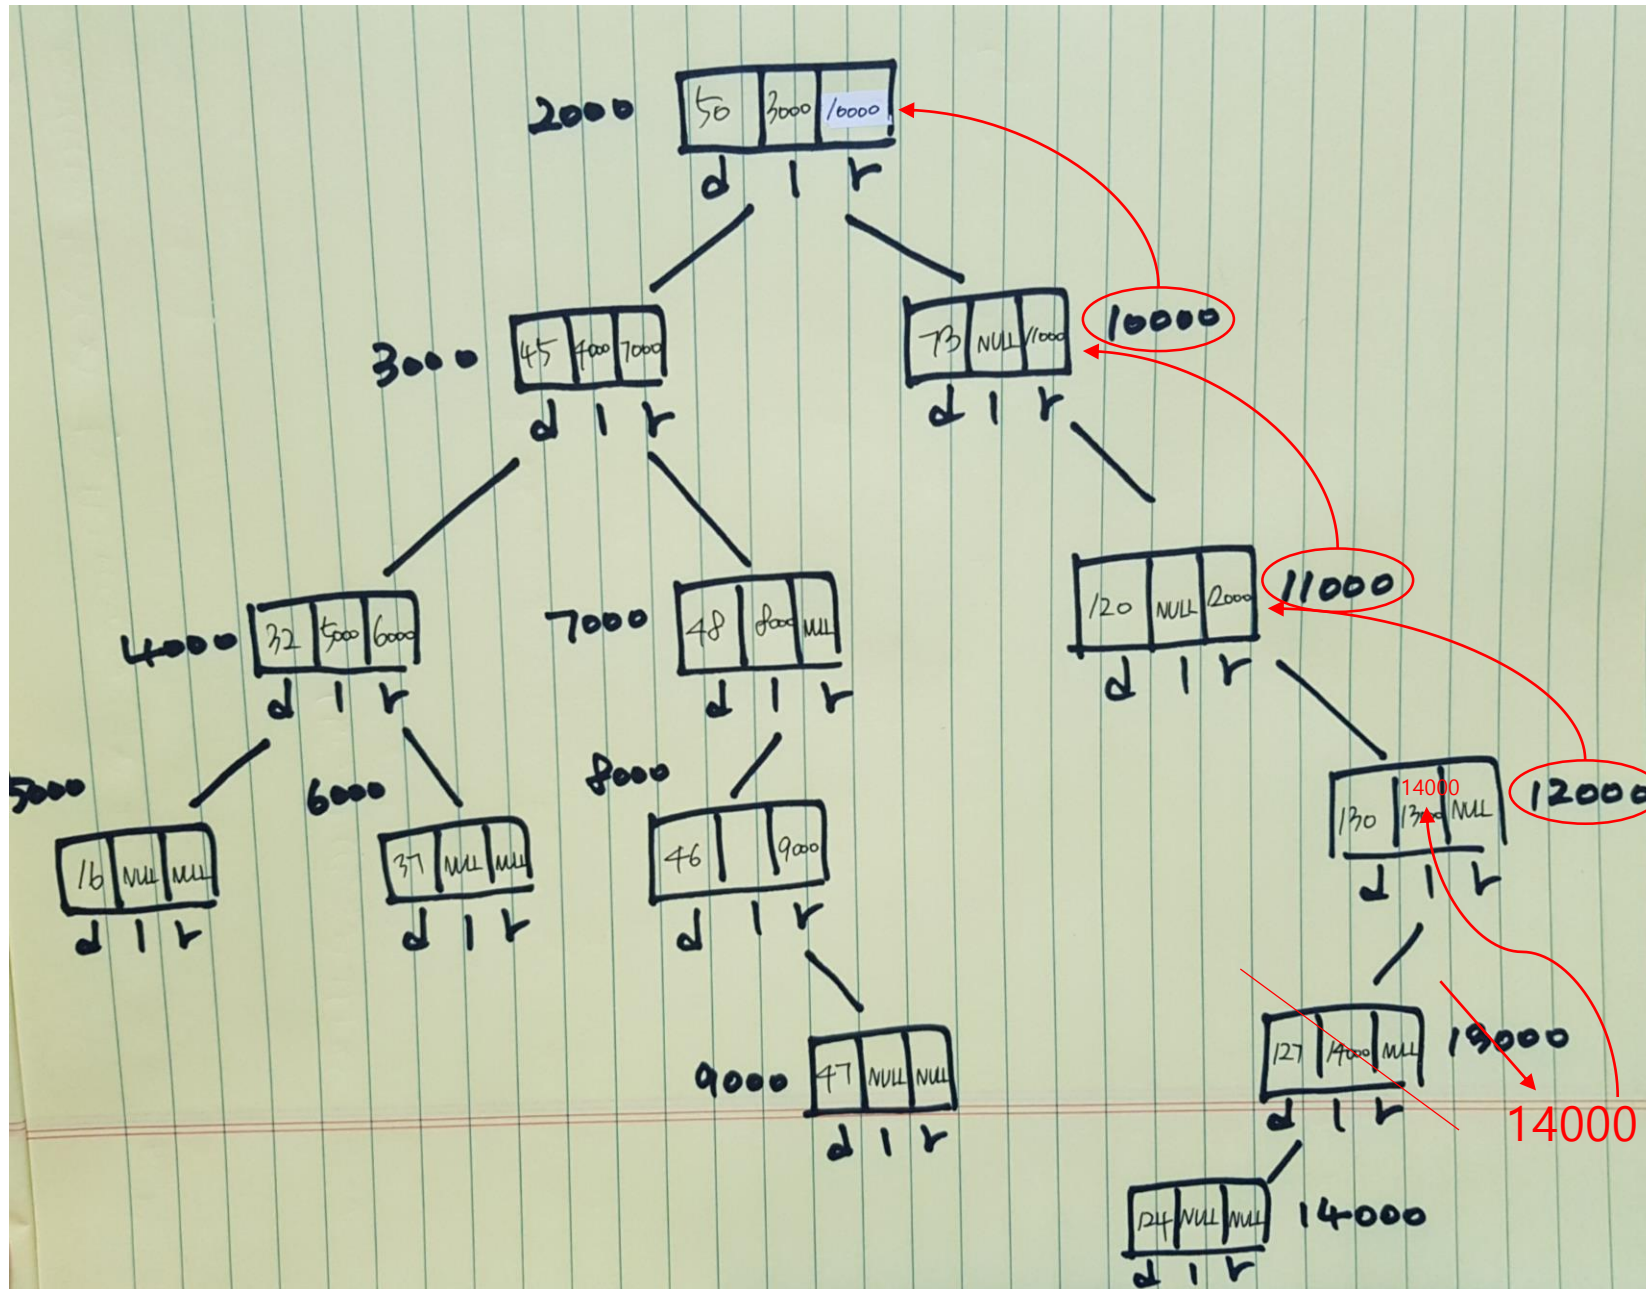 2000 50 3000 10000
d l r
3000 45 4000 7000
d l r
73 NULL 11000 10000
d l r
4000 32 5000 6000
d l r
7000 48 8000 NULL
d l r
120 NULL 12000 11000
d l r
5000
16 NULL NULL
d l r
6000
37 NULL NULL
d l r
8000
46 9000
d l r
14000
130 13000 NULL 12000
d l r
9000 47 NULL NULL
d l r
127 14000 NULL 13000
d l r
14000
124 NULL NULL 14000
d l r